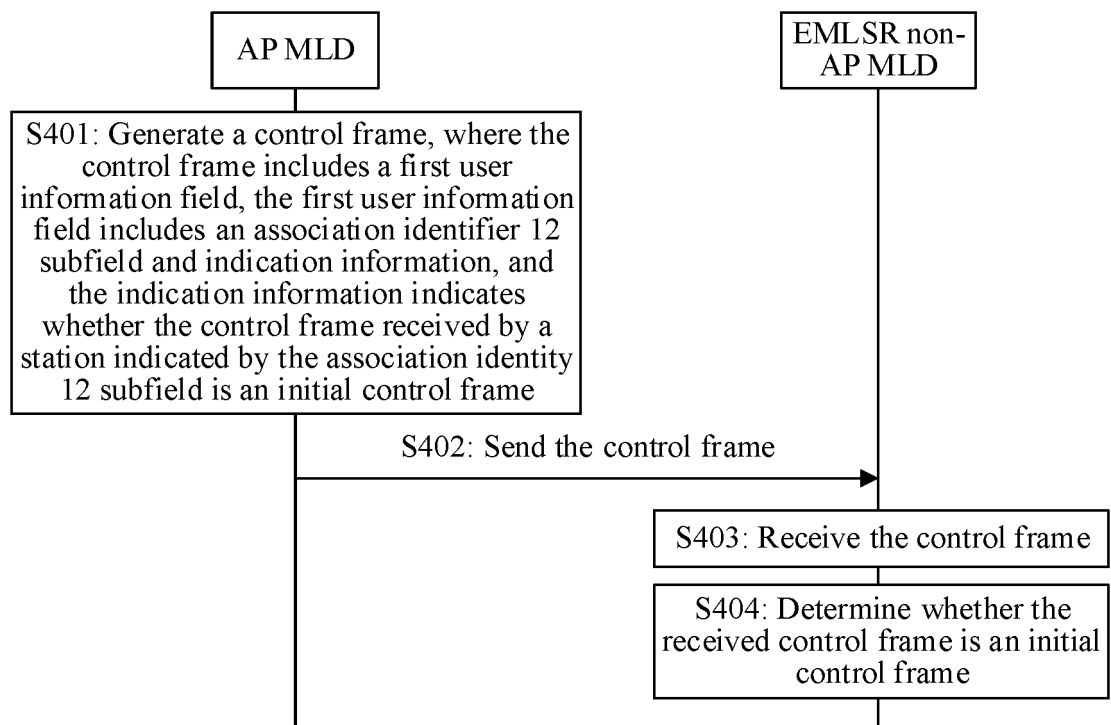 AP MLD
EMLSR non-
AP MLD
S401: Generate a control frame, where the
control frame includes a first user
information field, the first user information
field includes an association identifier 12
subfield and indication information, and
the indication information indicates
whether the control frame received by a
station indicated by the association identity
12 subfield is an initial control frame
S402: Send the control frame
S403: Receive the control frame
S404: Determine whether the
received control frame is an initial
control frame